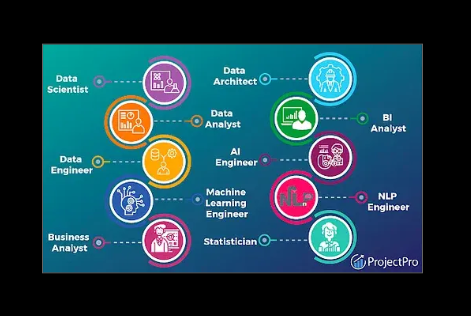 Data
Scientist
Data
Architect
Data
Analyst
BI
Analyst
Data
Engineer
AI
Engineer
Machine
Learning
Engineer
NLP
Engineer
Business
Analyst
Statistician
ProjectPro